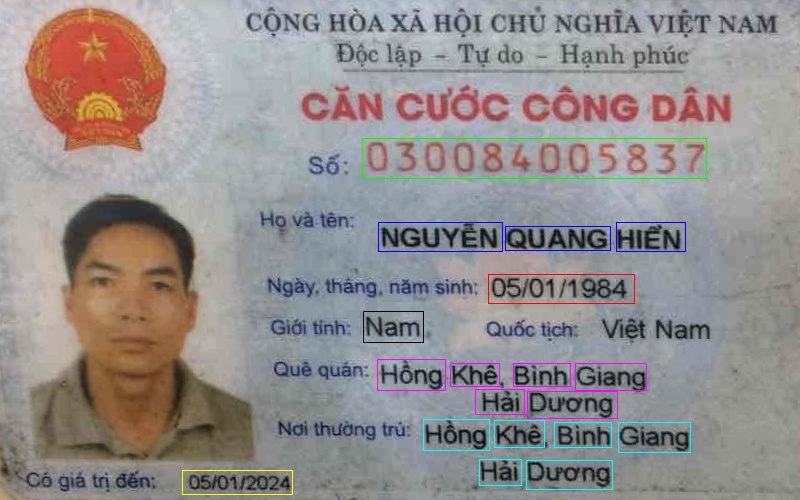 CỘNG HÒA XÃ HỘI CHỦ NGHĨA VIỆT NAM
Độc lập – Tự do – Hạnh phúc
CĂN CƯỚC CÔNG DÂN
Số: 030084005837
Họ và tên: NGUYỄN QUANG HIỂN
Ngày, tháng, năm sinh: 05/01/1984
Giới tính: Nam Quốc tịch: Việt Nam
Quê quán: Hồng Khê, Bình Giang
Hải Dương
Nơi thường trú: Hồng Khê, Bình Giang
Hải Dương
Có giá trị đến: 05/01/2024